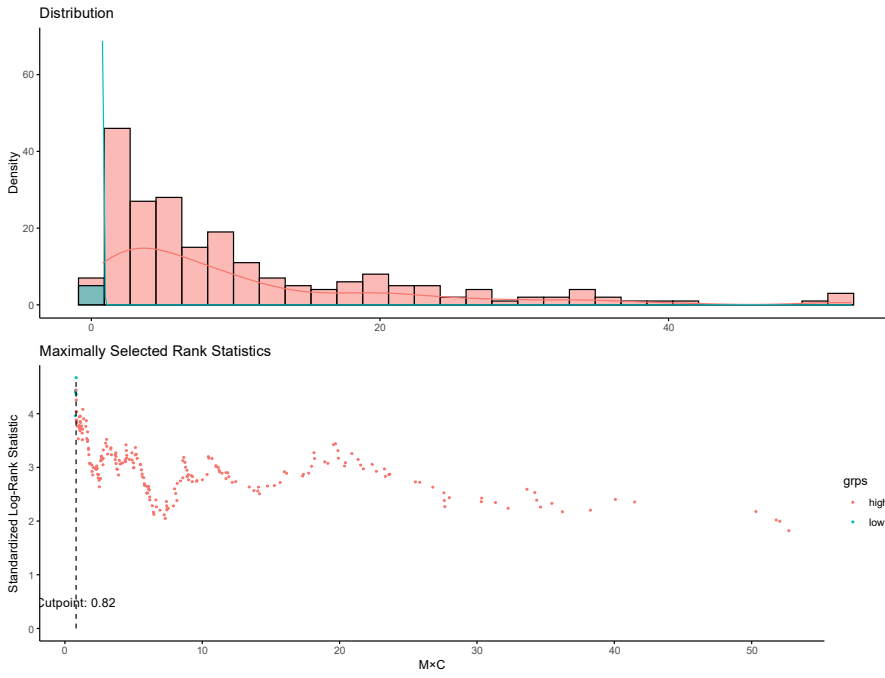 Distribution
60
40
20
0
Density
0 20 40
Maximally Selected Rank Statistics
4
3
2
1
0
Standardized Log-Rank Statistic
Cutpoint: 0.82
0 10 20 30 40 50
M×C
grps
high
low